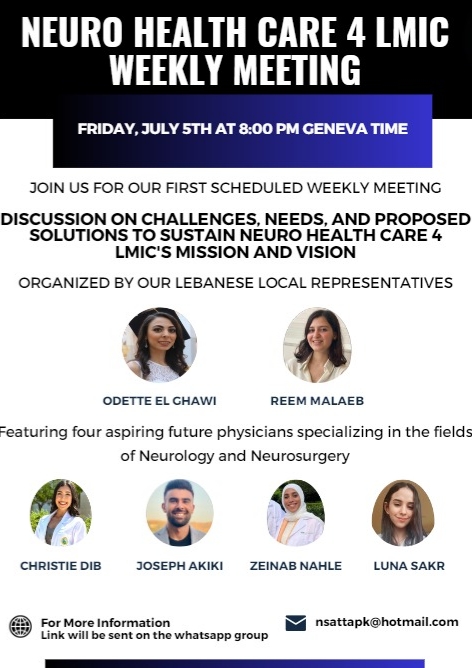 NEURO HEALTH CARE 4 LMIC
WEEKLY MEETING
FRIDAY, JULY 5TH AT 8:00 PM GENEVA TIME
JOIN US FOR OUR FIRST SCHEDULED WEEKLY MEETING
DISCUSSION ON CHALLENGES, NEEDS, AND PROPOSED
SOLUTIONS TO SUSTAIN NEURO HEALTH CARE 4
LMIC'S MISSION AND VISION
ORGANIZED BY OUR LEBANESE LOCAL REPRESENTATIVES
ODETTE EL GHAWI
REEM MALAEB
Featuring four aspiring future physicians specializing in the fields
of Neurology and Neurosurgery
CHRISTIE DIB
JOSEPH AKIKI
ZEINAB NAHLE
LUNA SAKR
For More Information
Link will be sent on the whatsapp group
nsattapk@hotmail.com